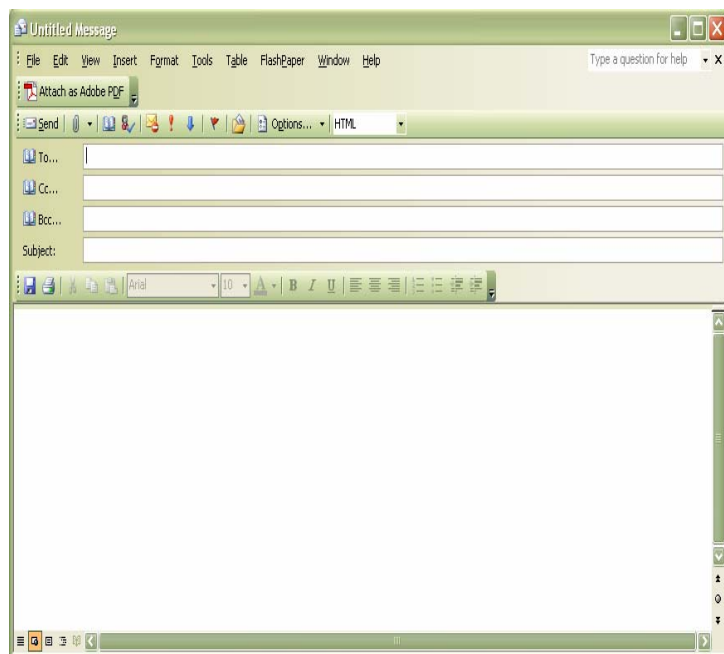 Untitled Message
File Edit View Insert Format Tools Table FlashPaper Window Help Type a question for help
Attach as Adobe PDF
Send Options... HTML
To...
Cc...
Bcc...
Subject:
Arial 10 A B I U